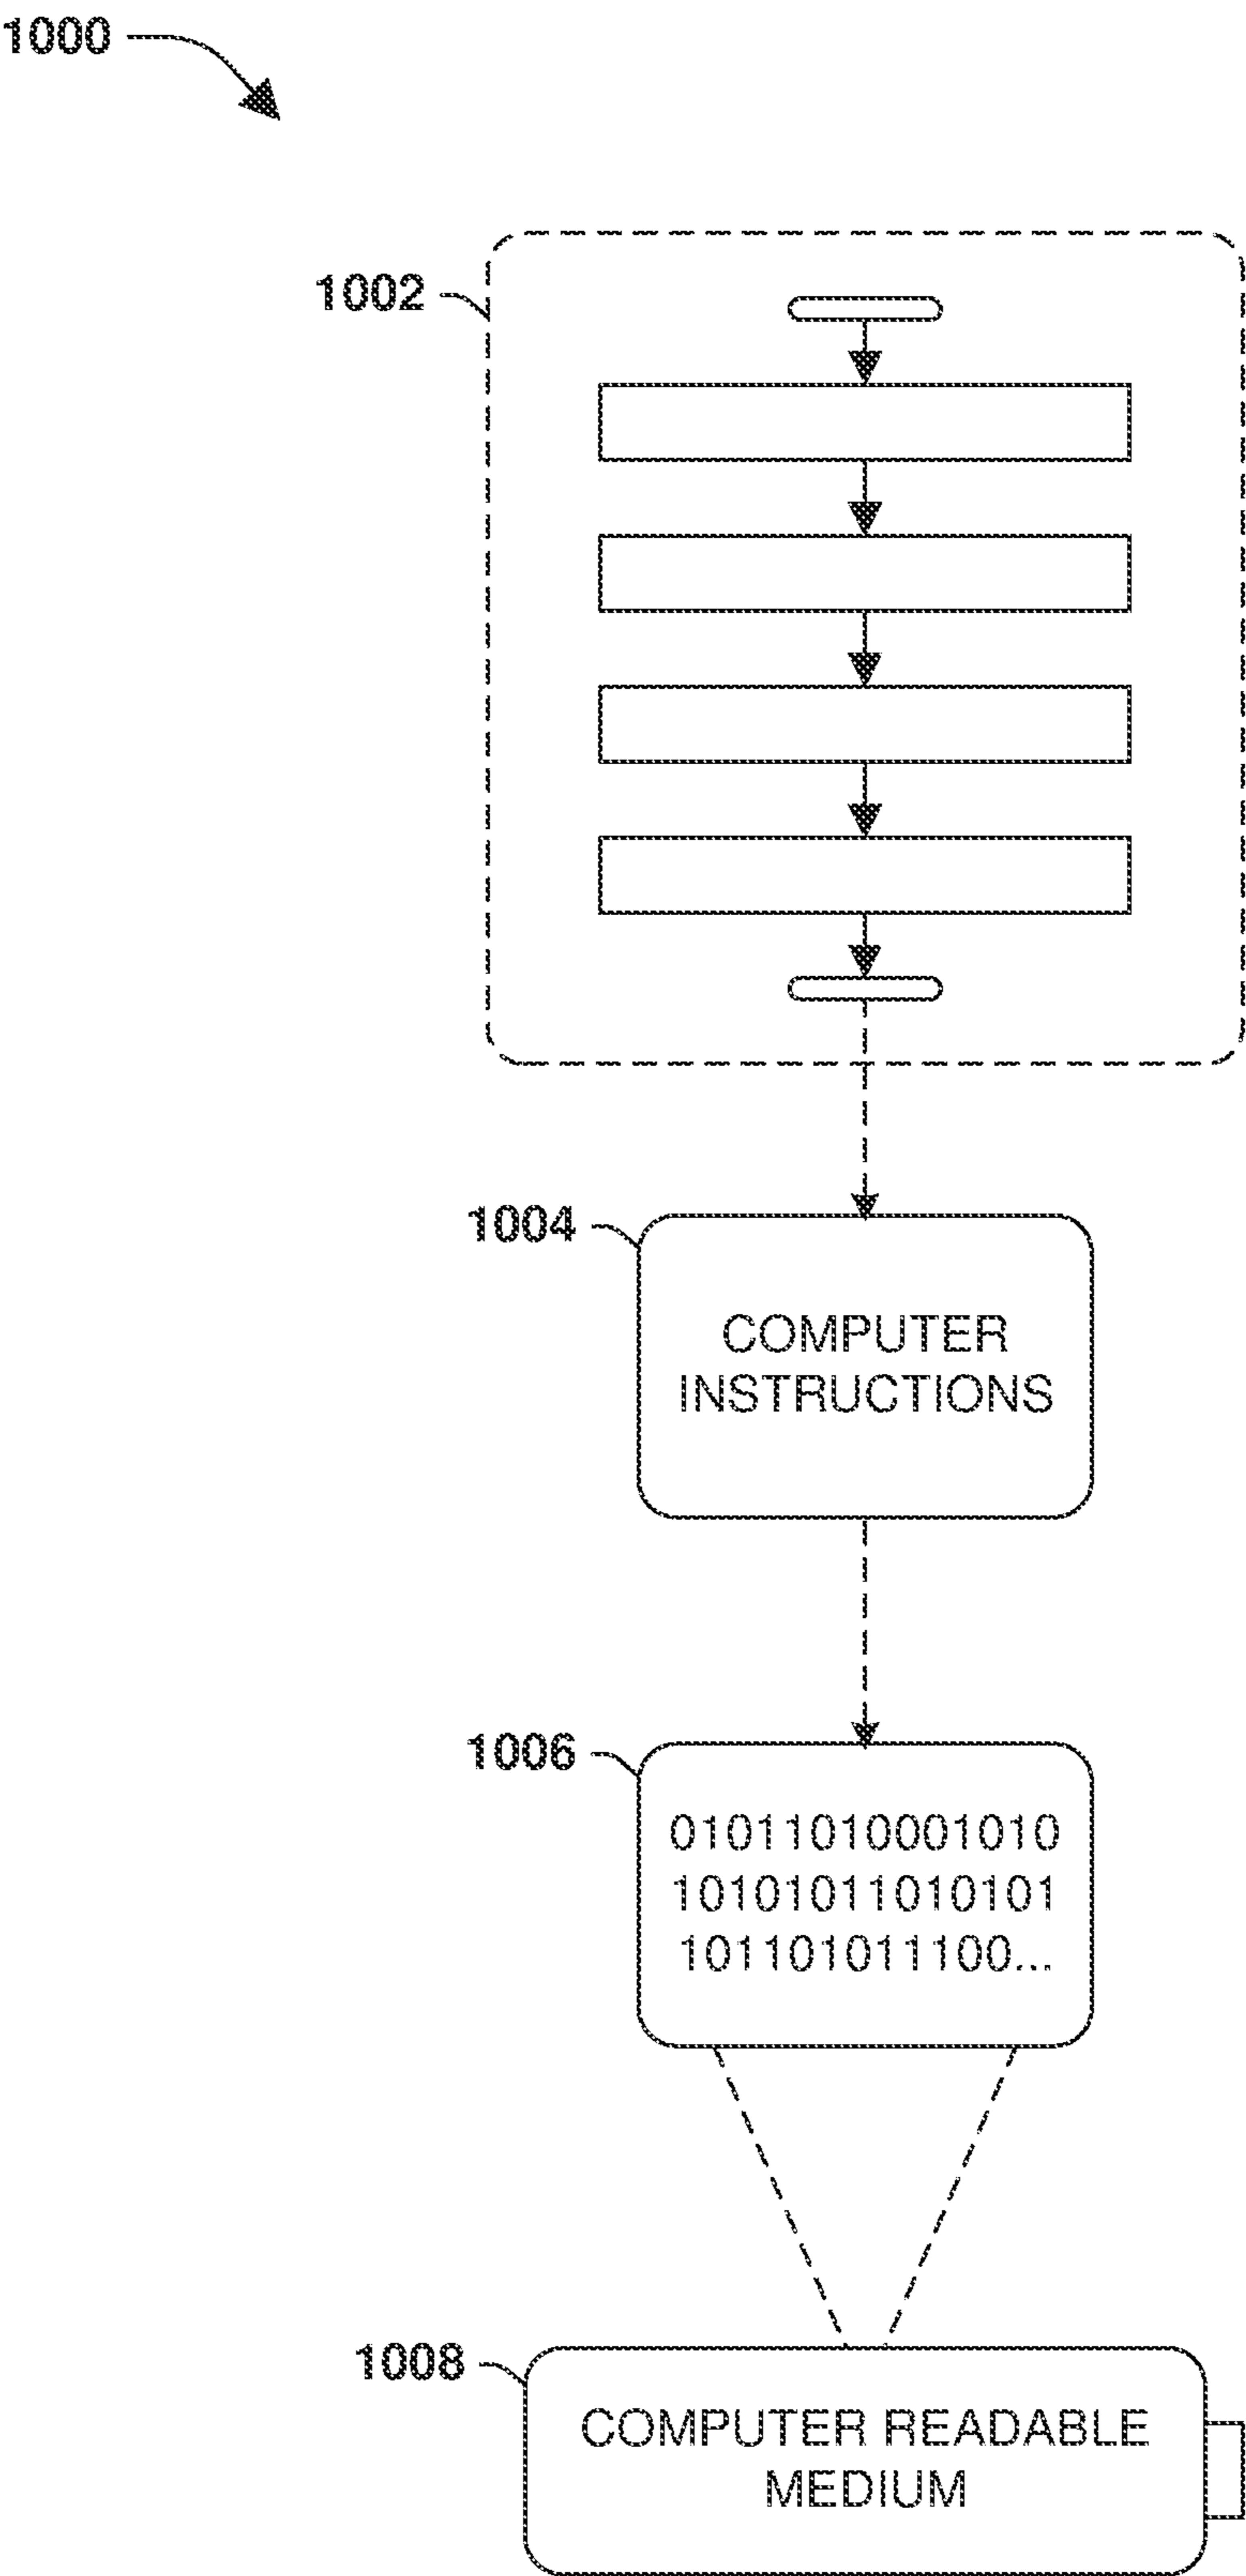 1000
1002
1004
COMPUTER
INSTRUCTIONS
1006
01011010001010
10101011010101
101101011100...
1008
COMPUTER READABLE
MEDIUM